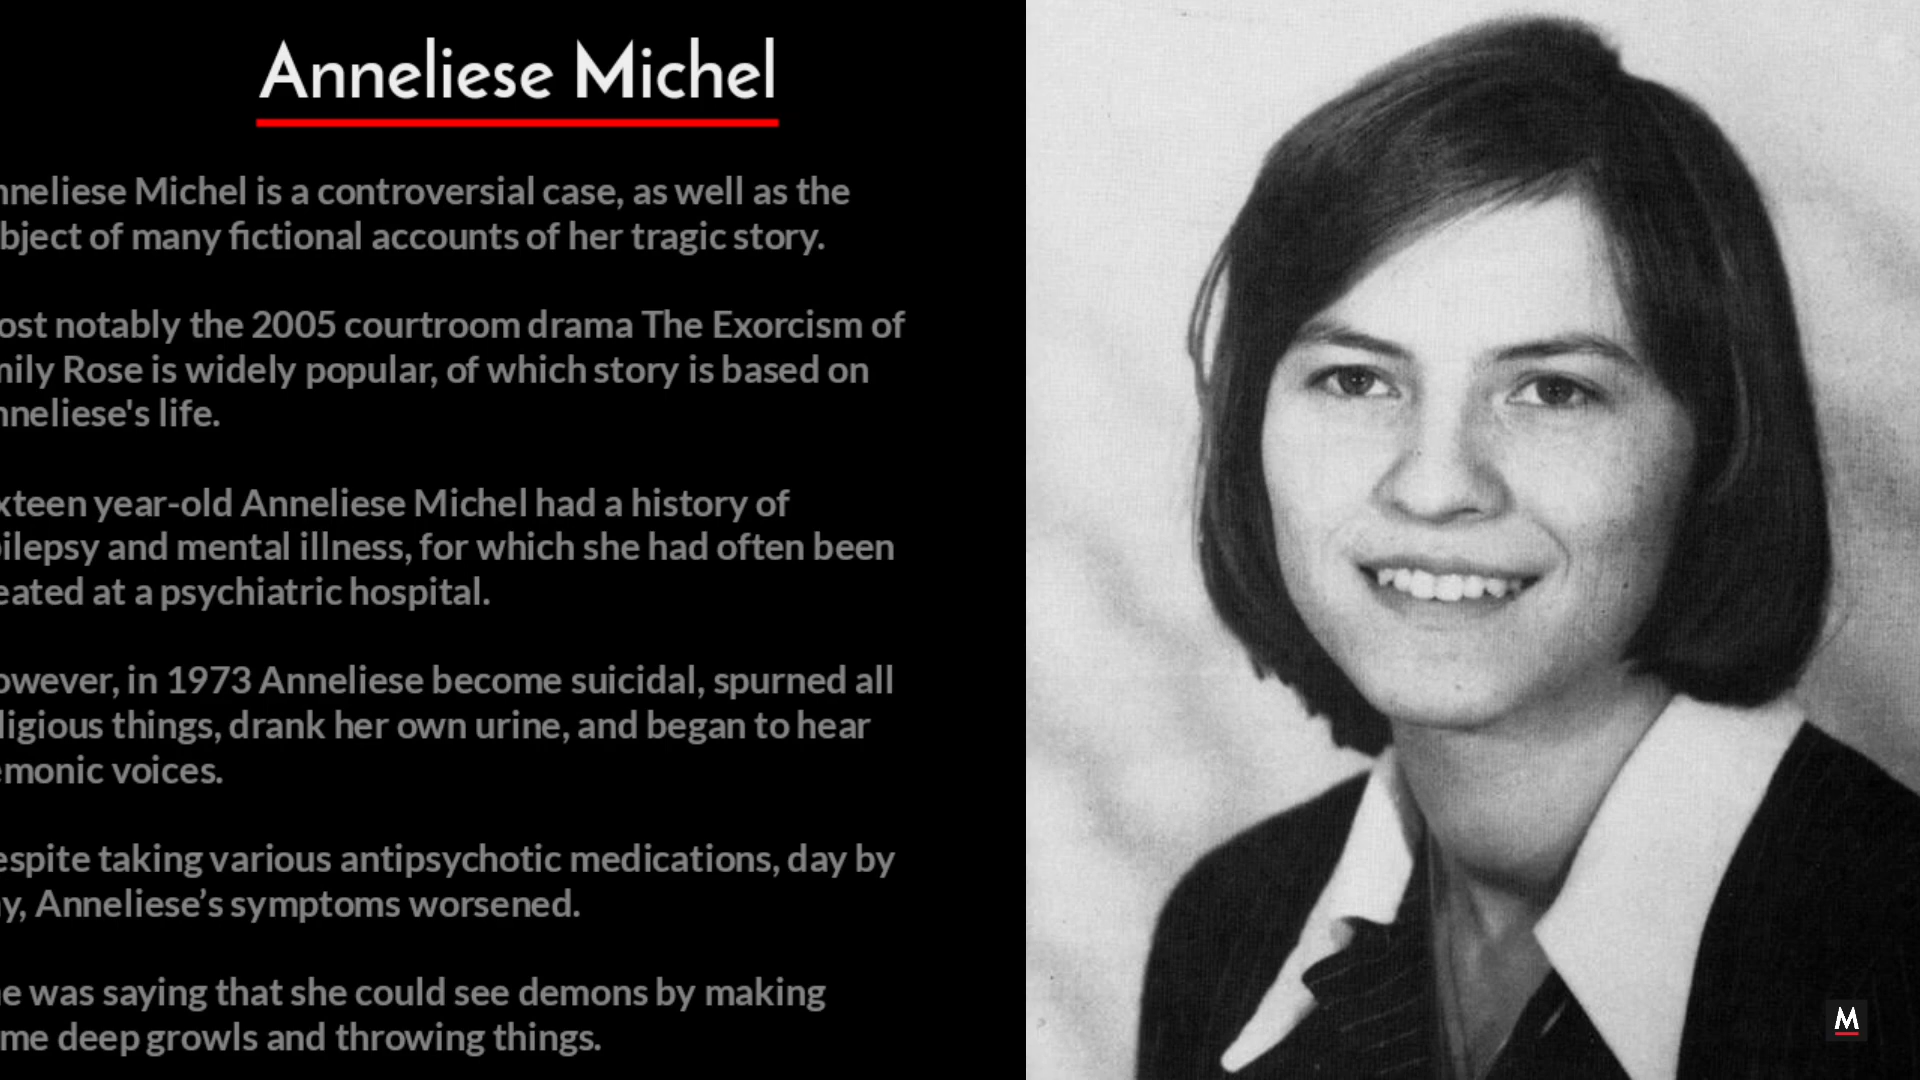 Anneliese Michel
nneliese Michel is a controversial case, as well as the
bject of many fictional accounts of her tragic story.
ost notably the 2005 courtroom drama The Exorcism of
mily Rose is widely popular, of which story is based on
nneliese's life.
xteen year-old Anneliese Michel had a history of
pilepsy and mental illness, for which she had often been
eated at a psychiatric hospital.
owever, in 1973 Anneliese become suicidal, spurned all
ligious things, drank her own urine, and began to hear
emonic voices.
espite taking various antipsychotic medications, day by
ay, Anneliese’s symptoms worsened.
he was saying that she could see demons by making
me deep growls and throwing things.
M